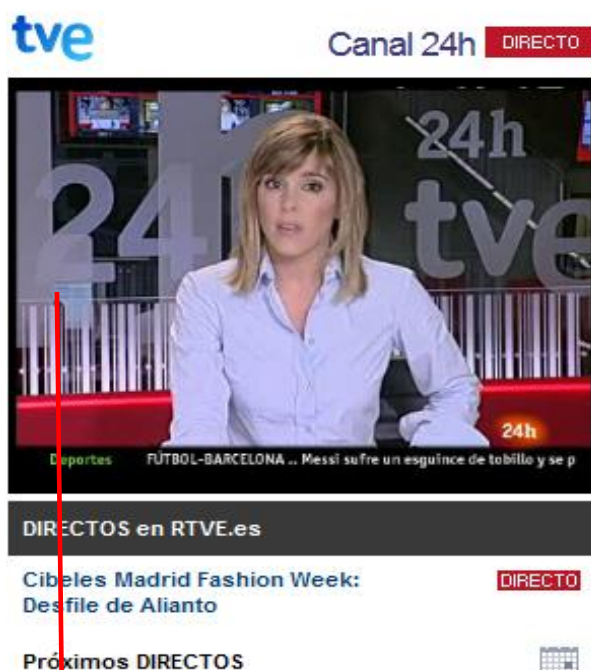 tve
Canal 24h DIRECTO
24h
24h
tve
24h
Deportes FÚTBOL-BARCELONA .. Messi sufre un esguince de tobillo y se p
DIRECTOS en RTVE.es
Cibeles Madrid Fashion Week: DIRECTO
Desfile de Alianto
Próximos DIRECTOS